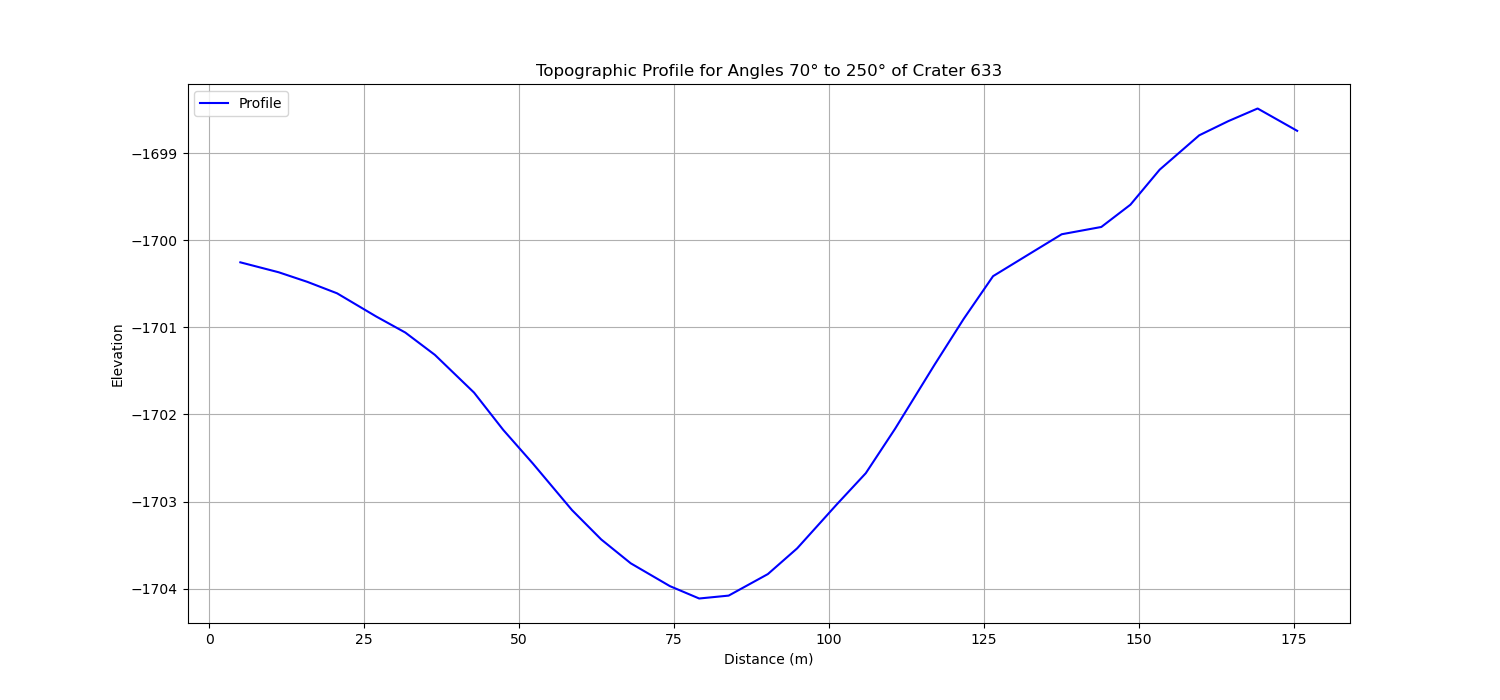 Topographic Profile for Angles 70° to 250° of Crater 633
Profile
−1699
−1700
−1701
−1702
−1703
−1704
Elevation
0 25 50 75 100 125 150 175
Distance (m)